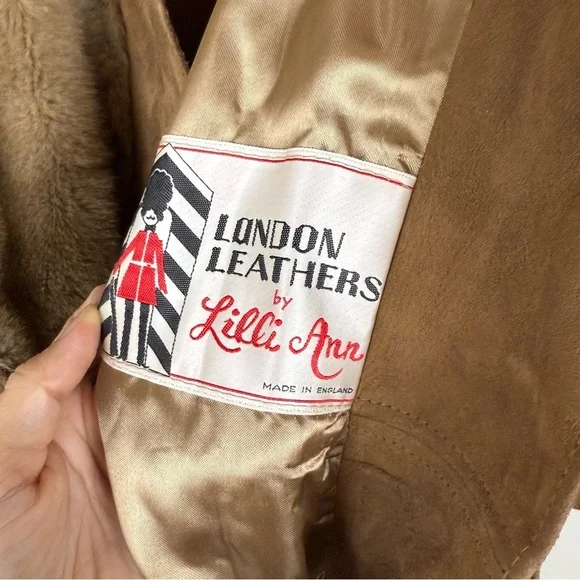 LONDON
LEATHERS
by
Lilli Ann
MADE IN ENGLAND